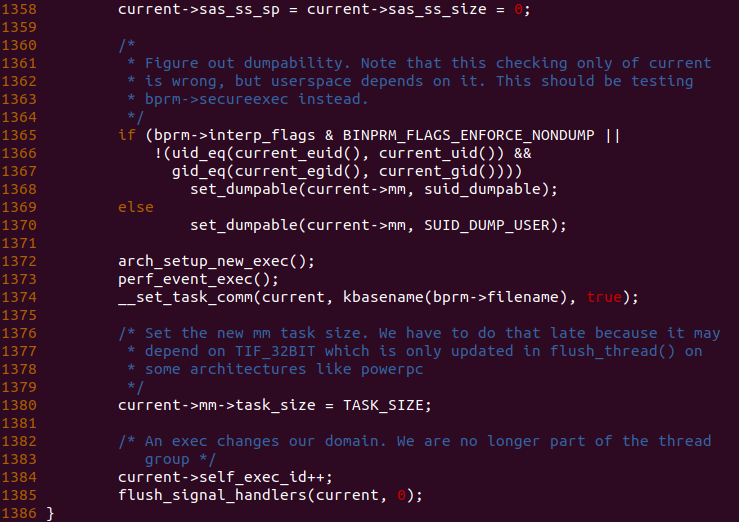 1358         current->sas_ss_sp = current->sas_ss_size = 0;
1359
1360         /*
1361          * Figure out dumpability. Note that this checking only of current
1362          * is wrong, but userspace depends on it. This should be testing
1363          * bprm->secureexec instead.
1364          */
1365         if (bprm->interp_flags & BINPRM_FLAGS_ENFORCE_NONDUMP ||
1366             !(uid_eq(current_euid(), current_uid()) &&
1367               gid_eq(current_egid(), current_gid())))
1368                 set_dumpable(current->mm, suid_dumpable);
1369         else
1370                 set_dumpable(current->mm, SUID_DUMP_USER);
1371
1372         arch_setup_new_exec();
1373         perf_event_exec();
1374         __set_task_comm(current, kbasename(bprm->filename), true);
1375
1376         /* Set the new mm task size. We have to do that late because it may
1377          * depend on TIF_32BIT which is only updated in flush_thread() on
1378          * some architectures like powerpc
1379          */
1380         current->mm->task_size = TASK_SIZE;
1381
1382         /* An exec changes our domain. We are no longer part of the thread
1383            group */
1384         current->self_exec_id++;
1385         flush_signal_handlers(current, 0);
1386 }